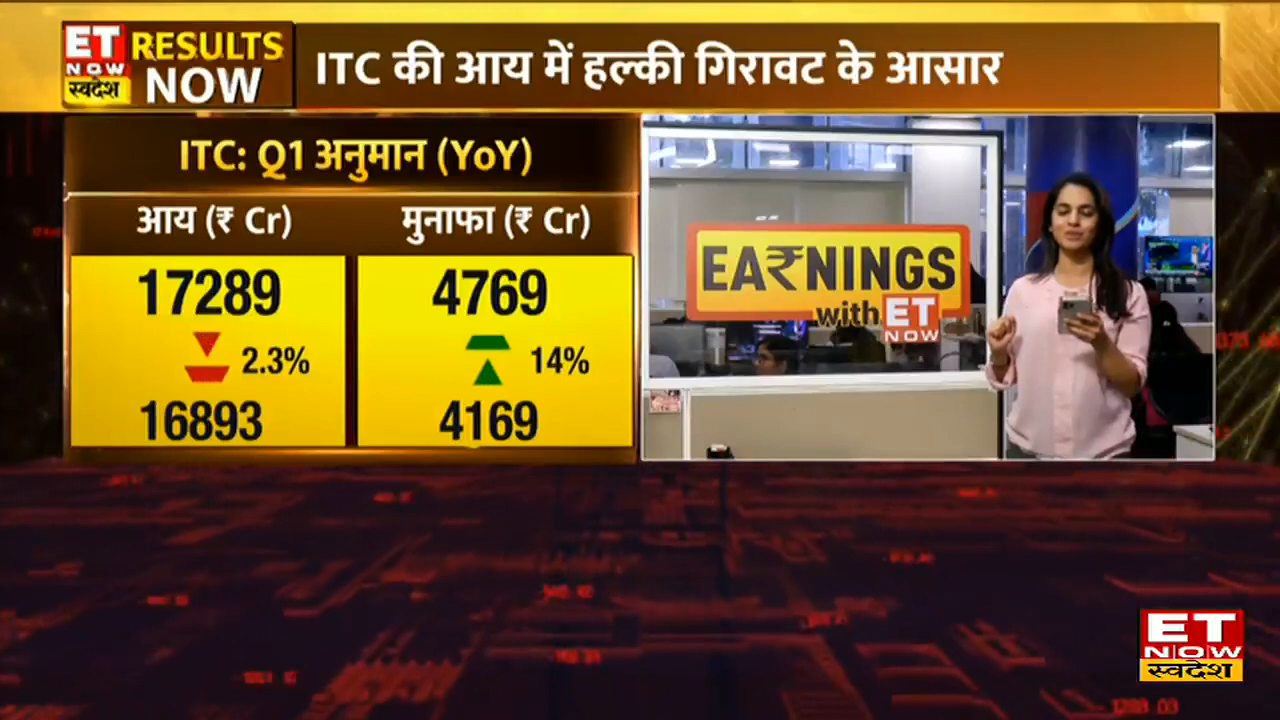 ET
NOW
स्वदेश
RESULTS
NOW
ITC की आय में हल्की गिरावट के आसार
ITC: Q1 अनुमान (YoY)
आय (₹ Cr)
मुनाफा (₹ Cr)
17289
2.3%
16893
4769
14%
4169
EA₹NINGS
with ET
NOW
ET
NOW
स्वदेश